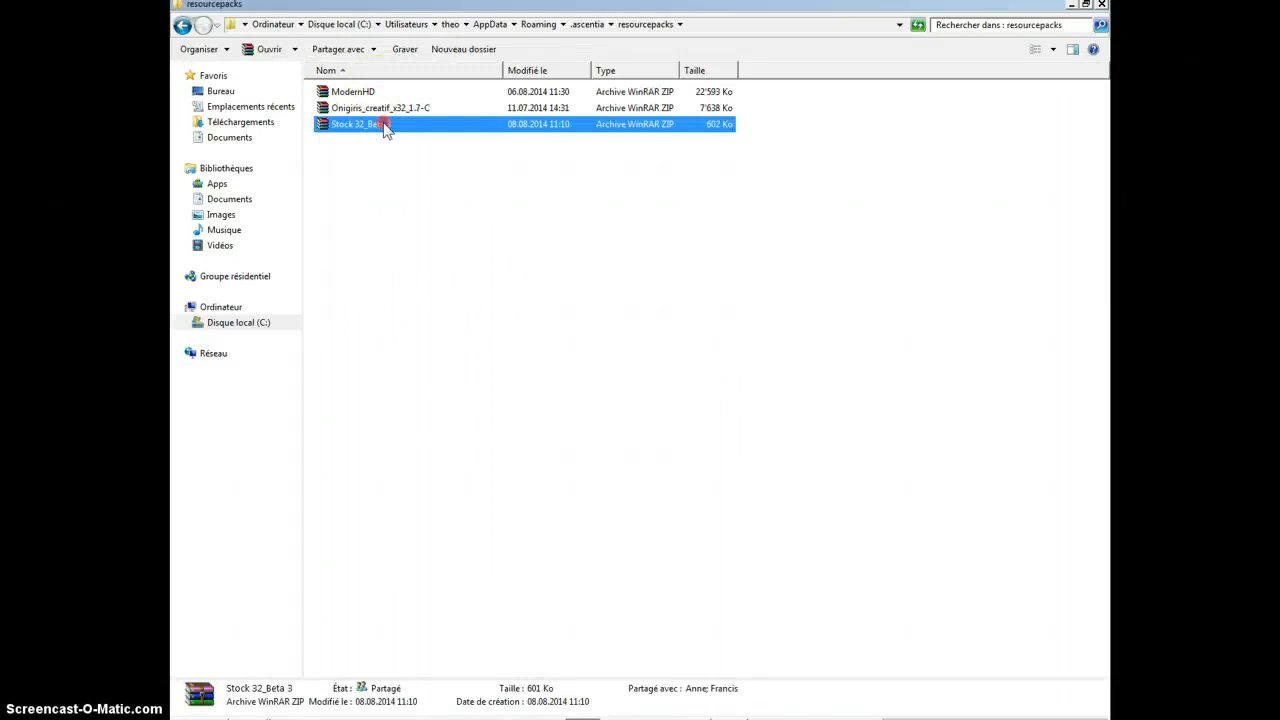 resourcepacks
Ordinateur Disque local (C:) Utilisateurs theo AppData Roaming .ascentia resourcepacks
Rechercher dans : resourcepacks
Organiser Ouvrir Partager avec Graver Nouveau dossier
Nom Modifié le Type Taille
ModernHD 06.08.2014 11:30 Archive WinRAR ZIP 22'593 Ko
Onigiris_creatif_x32_1.7-C 11.07.2014 14:31 Archive WinRAR ZIP 7'638 Ko
Stock 32_Be 08.08.2014 11:10 Archive WinRAR ZIP 602 Ko
Favoris
Bureau
Emplacements récents
Téléchargements
Documents
Bibliothèques
Apps
Documents
Images
Musique
Vidéos
Groupe résidentiel
Ordinateur
Disque local (C:)
Réseau
Stock 32_Beta 3 État : Partagé Taille : 601 Ko Partagé avec : Anne; Francis
Archive WinRAR ZIP Modifié le : 08.08.2014 11:10 Date de création : 08.08.2014 11:10
Screencast-O-Matic.com